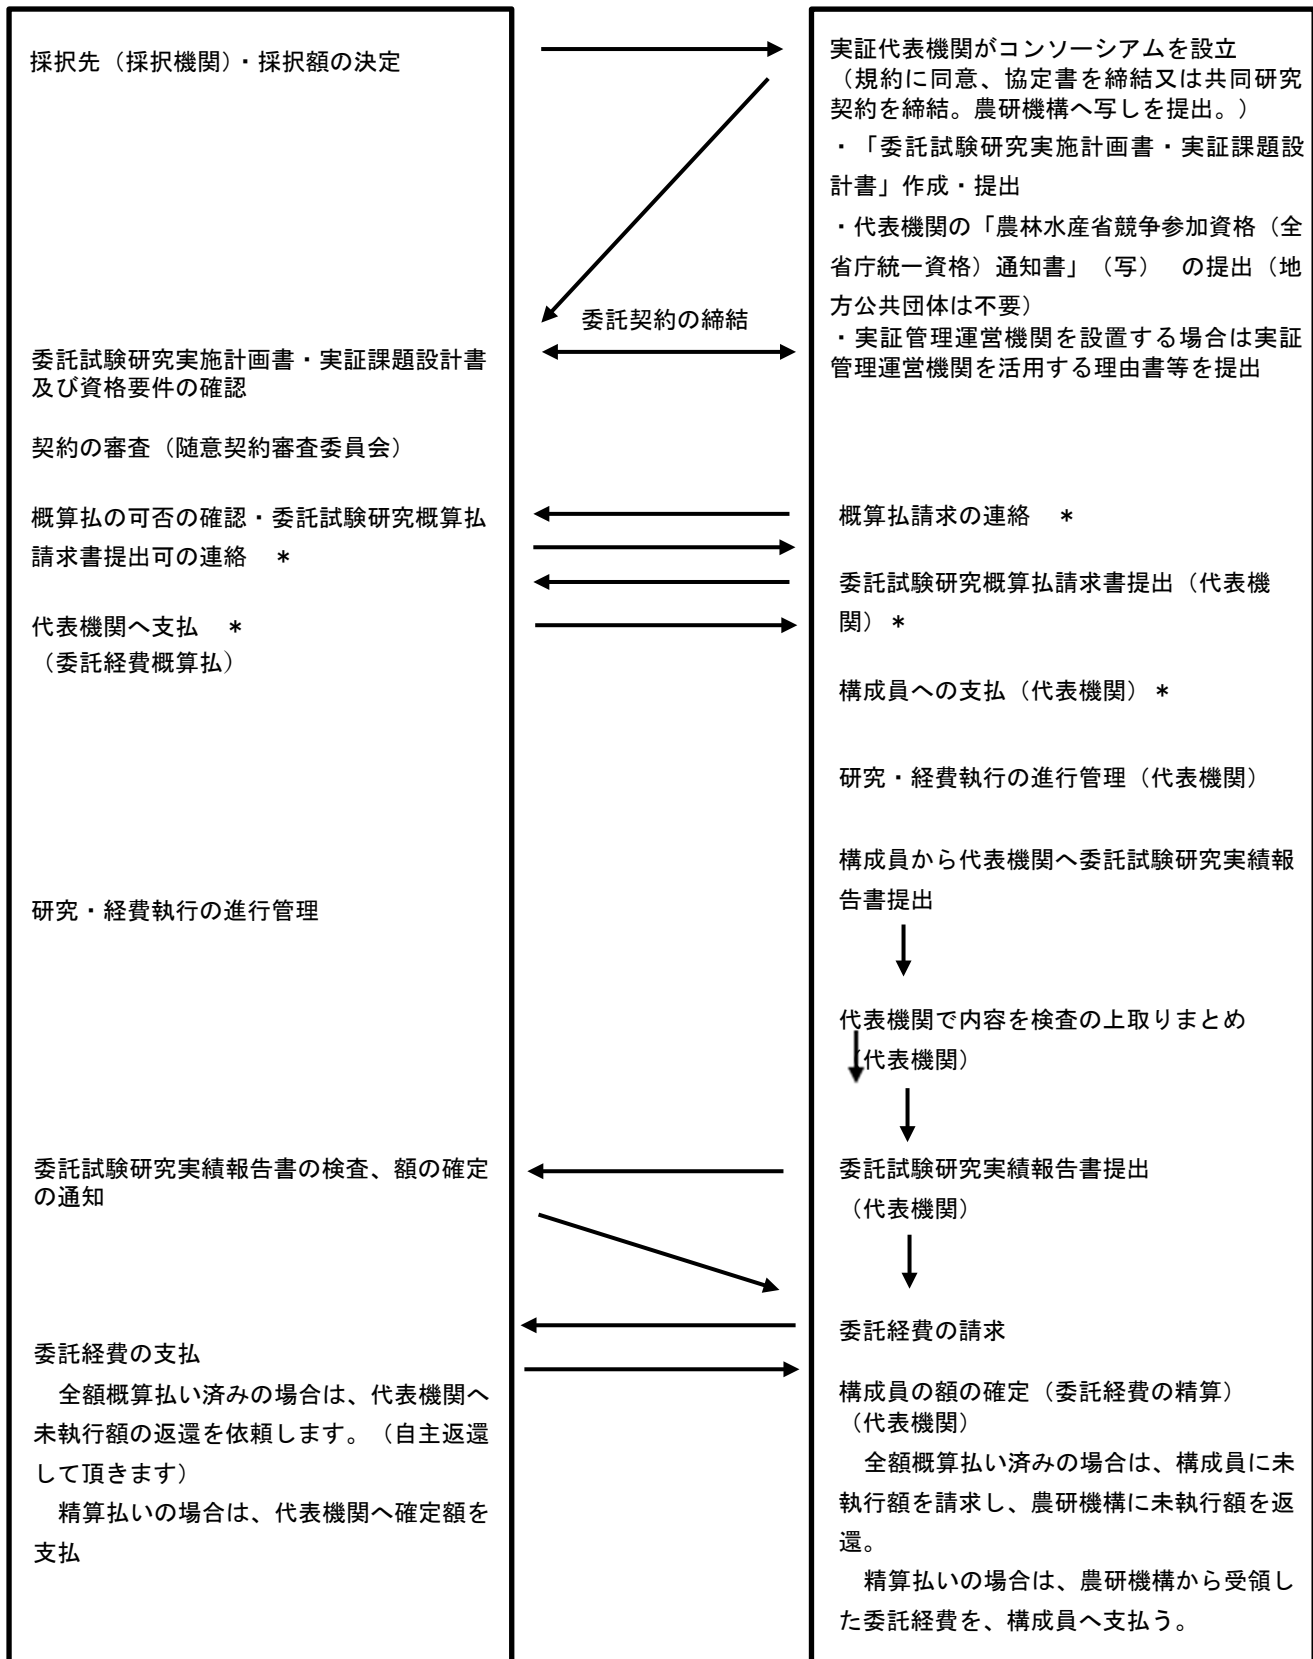 採択先（採択機関）・採択額の決定
委託試験研究実施計画書・実証課題設計書
及び資格要件の確認
契約の審査（随意契約審査委員会）
概算払の可否の確認・委託試験研究概算払
請求書提出可の連絡　*
代表機関へ支払　*
（委託経費概算払）
研究・経費執行の進行管理
委託試験研究実績報告書の検査、額の確定
の通知
委託経費の支払
　全額概算払い済みの場合は、代表機関へ
未執行額の返還を依頼します。（自主返還
して頂きます）
　精算払いの場合は、代表機関へ確定額を
支払
委託契約の締結
実証代表機関がコンソーシアムを設立
（規約に同意、協定書を締結又は共同研究
契約を締結。農研機構へ写しを提出。）
・「委託試験研究実施計画書・実証課題設
計書」作成・提出
・代表機関の「農林水産省競争参加資格（全
省庁統一資格）通知書」（写）　の提出（地
方公共団体は不要）
・実証管理運営機関を設置する場合は実証
管理運営機関を活用する理由書等を提出
概算払請求の連絡　*
委託試験研究概算払請求書提出（代表機
関）*
構成員への支払（代表機関）*
研究・経費執行の進行管理（代表機関）
構成員から代表機関へ委託試験研究実績報
告書提出
代表機関で内容を検査の上取りまとめ
（代表機関）
委託試験研究実績報告書提出
（代表機関）
委託経費の請求
構成員の額の確定（委託経費の精算）
（代表機関）
　全額概算払い済みの場合は、構成員に未
執行額を請求し、農研機構に未執行額を返
還。
　精算払いの場合は、農研機構から受領し
た委託経費を、構成員へ支払う。